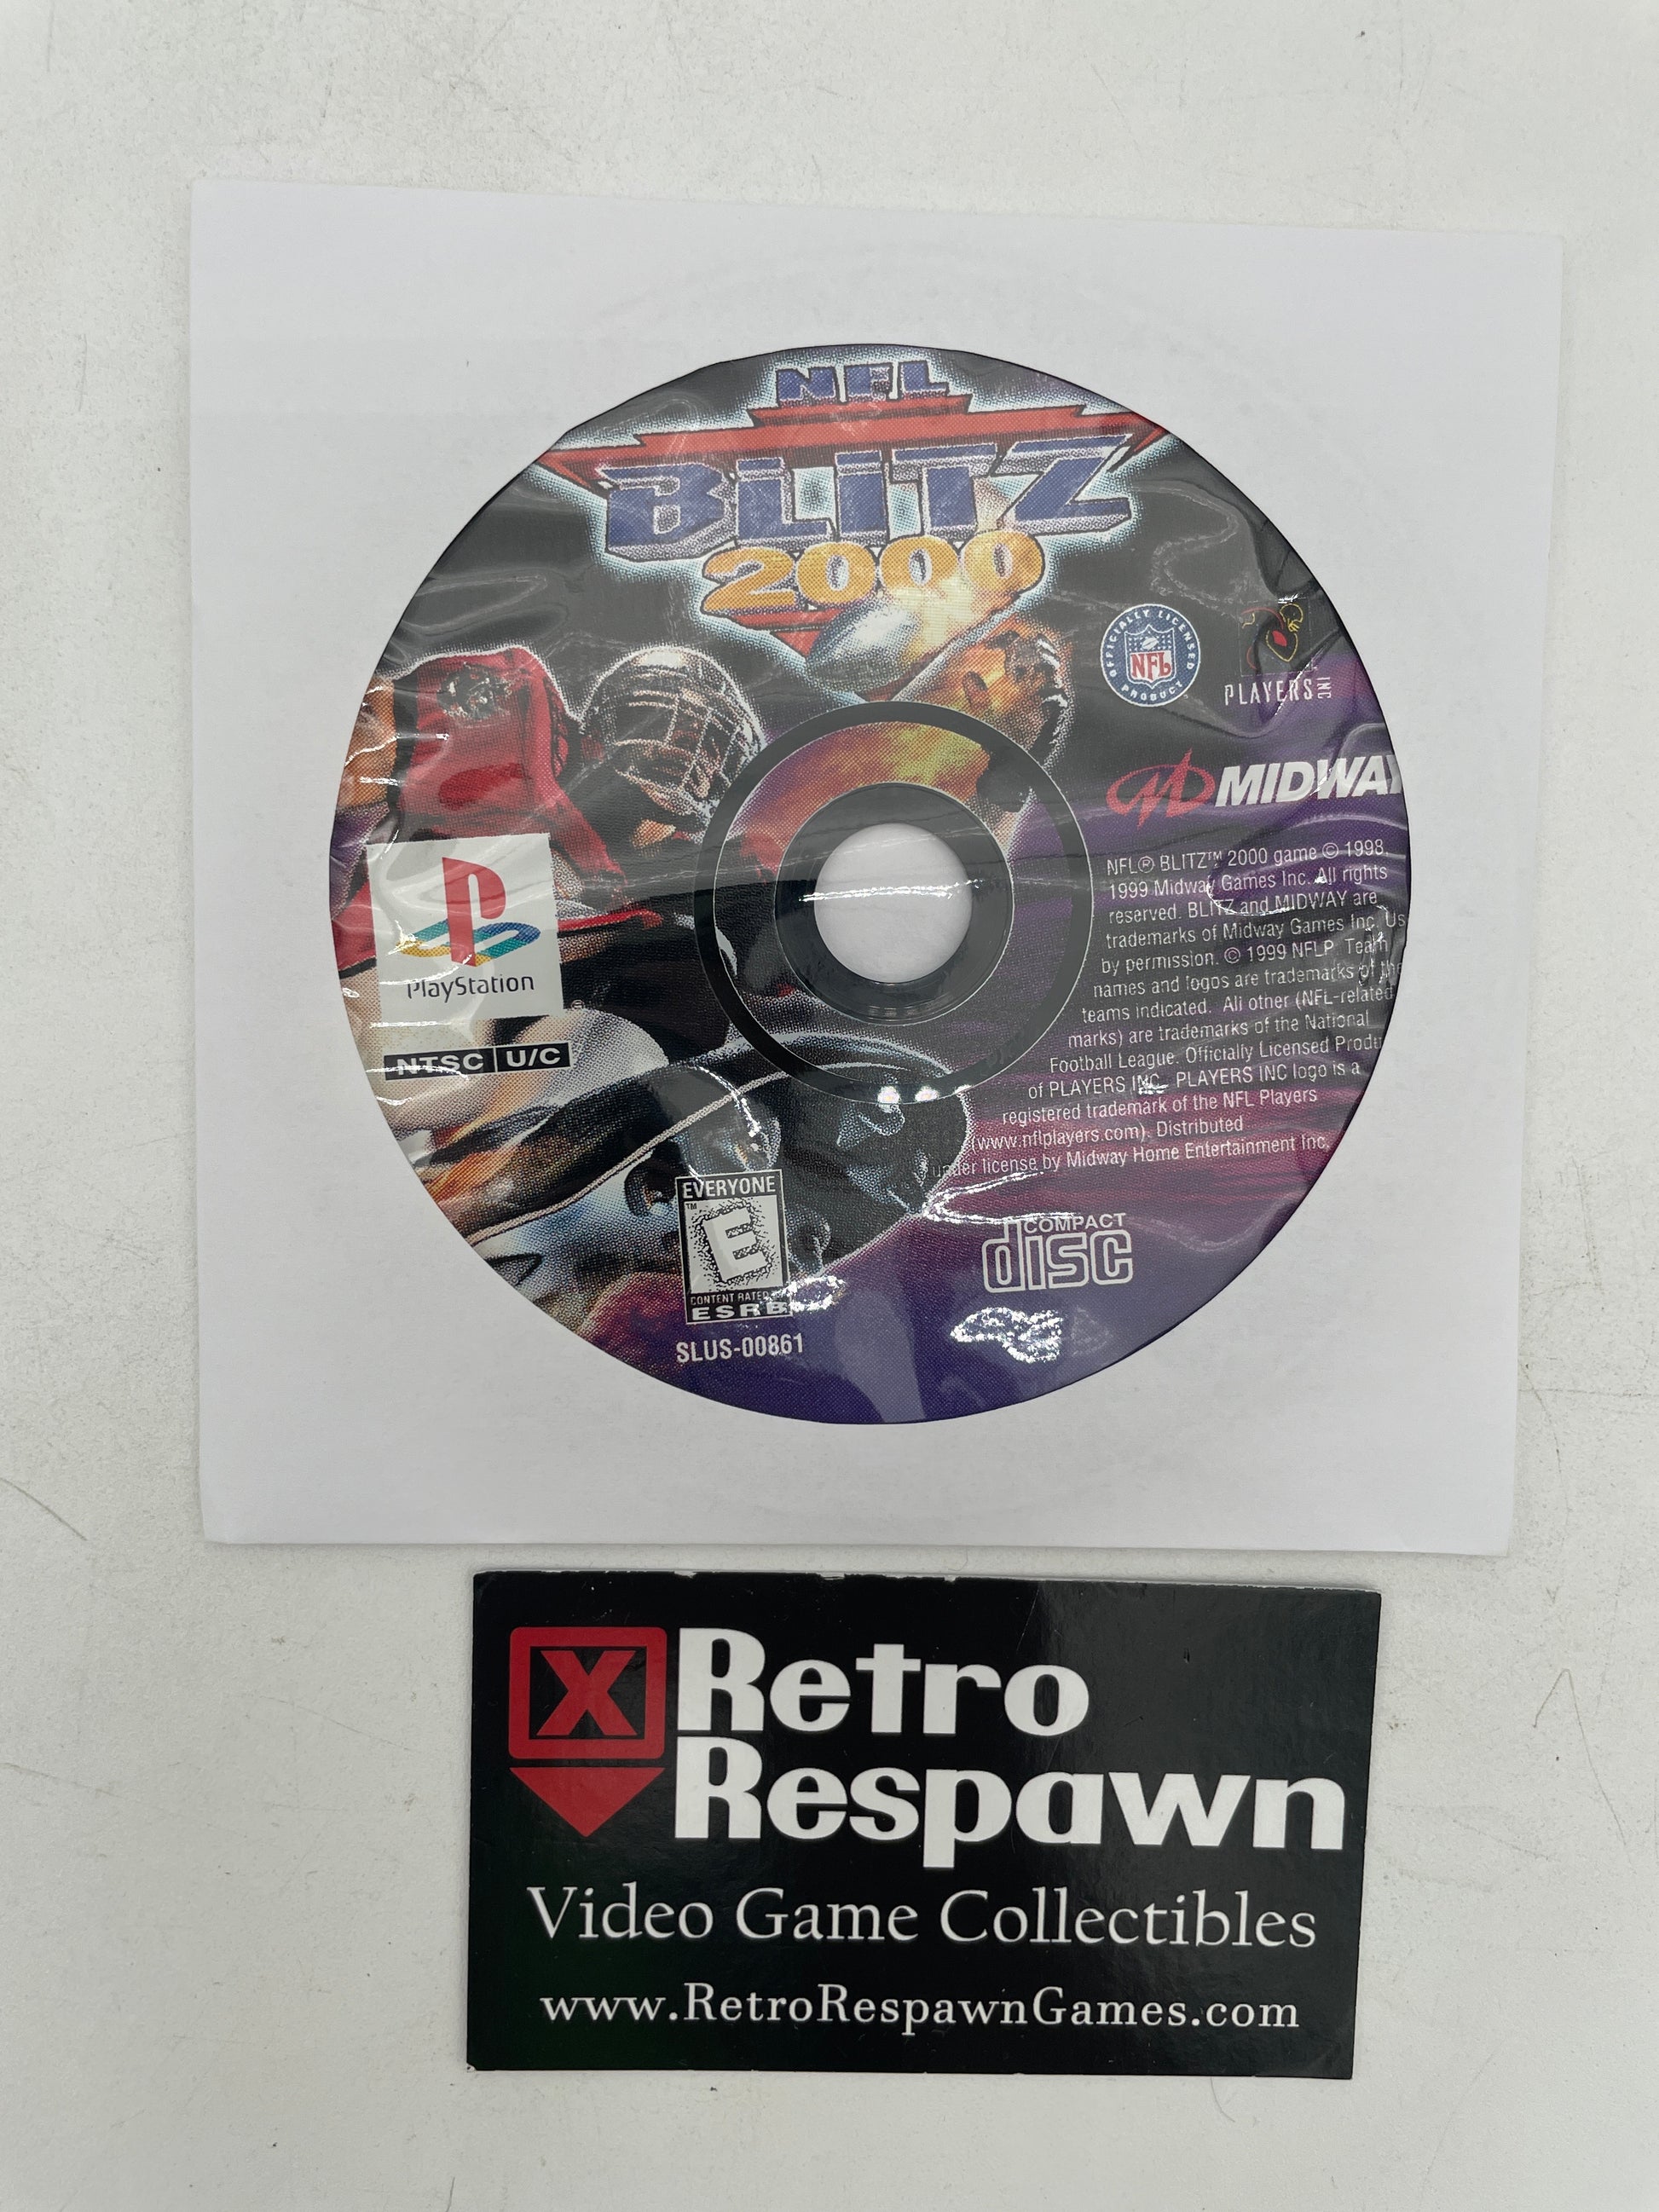 NFL
BLITZ
2000
OFFICIALLY LICENSED
NFL
PRODUCT
PLAYERS INC
MIDWAY
PlayStation
®
NTSC U/C
NFL® BLITZ™ 2000 game © 1998,
1999 Midway Games Inc. All rights
reserved. BLITZ and MIDWAY are
trademarks of Midway Games Inc. Us
by permission. © 1999 NFLP. Team
names and logos are trademarks of the
teams indicated. All other (NFL-related
marks) are trademarks of the National
Football League. Officially Licensed Produ
of PLAYERS INC. PLAYERS INC logo is a
registered trademark of the NFL Players
(www.nflplayers.com). Distributed
under license by Midway Home Entertainment Inc.
EVERYONE
™
E
CONTENT RATED
ESRB
SLUS-00861
COMPACT
disc
X Retro
Respawn
Video Game Collectibles
www.RetroRespawnGames.com